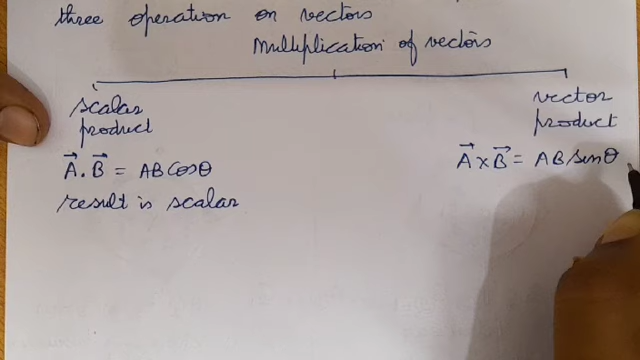 three operation on vectors
Multiplication of vectors
scalar
product
vector
product
A⃗ . B⃗ = AB cosθ
A⃗ × B⃗ = AB sinθ
result is scalar